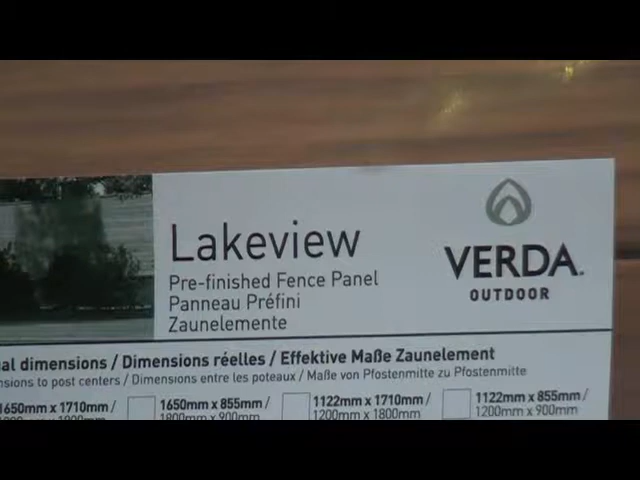 Lakeview
Pre-finished Fence Panel
Panneau Préfini
Zaunelemente
VERDA.
OUTDOOR
dimensions / Dimensions réelles / Effektive Maße Zaunelement
to post centers / Dimensions entre les poteaux / Maße von Pfostenmitte zu Pfostenmitte
1650mm x 1710mm / 1650mm x 855mm / 1122mm x 1710mm / 1122mm x 855mm /
1800mm x 900mm 1200mm x 1800mm 1200mm x 900mm